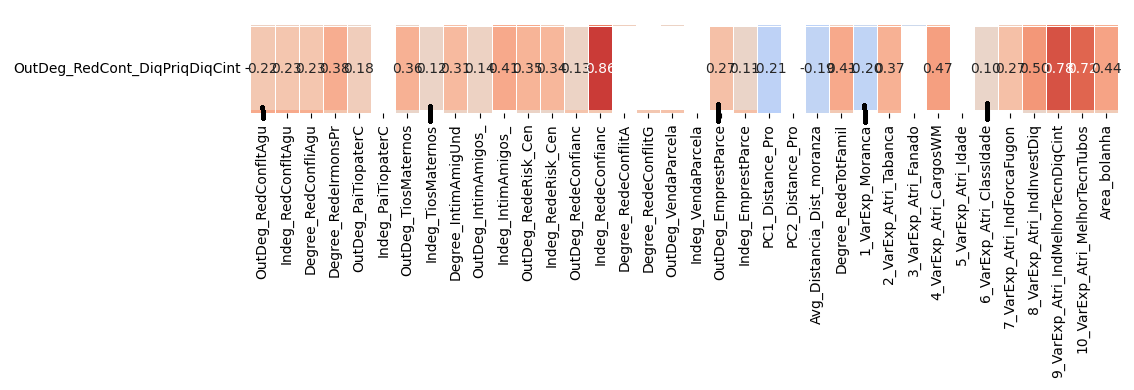 OutDeg_RedCont_DiqPriqDiqCint
0.22 0.23 0.23 0.38 0.18 0.36 0.12 0.31 0.14 0.41 0.35 0.34 0.13 0.86 0.27 0.11 -0.21 -0.19 0.41 -0.20 0.37 0.47 0.10 0.27 0.50 0.78 0.72 0.44
OutDeg_RedConfltAgu
Indeg_RedConfltAgu
Degree_RedConfliAgu
Degree_RedeIrmonsPr
OutDeg_PaiTiopaterC
Indeg_PaiTiopaterC
OutDeg_TiosMaternos
Indeg_TiosMaternos
Degree_IntimAmigUnd
OutDeg_IntimAmigos_
Indeg_IntimAmigos_
OutDeg_RedeRisk_Cen
Indeg_RedeRisk_Cen
OutDeg_RedeConfianc
Indeg_RedeConfianc
Degree_RedeConflitA
Degree_RedeConflitG
OutDeg_VendaParcela
Indeg_VendaParcela
OutDeg_EmprestParce
Indeg_EmprestParce
PC1_Distance_Pro
PC2_Distance_Pro
Avg_Distancia_Dist_moranza
Degree_RedeTotFamil
1_VarExp_Moranca
2_VarExp_Atri_Tabanca
3_VarExp_Atri_Fanado
4_VarExp_Atri_CargosWM
5_VarExp_Atri_Idade
6_VarExp_Atri_Classidade
7_VarExp_Atri_IndForcaFugon
8_VarExp_Atri_IndInvestDiq
9_VarExp_Atri_IndMelhorTecnDiqCint
10_VarExp_Atri_MelhorTecnTubos
Area_bolanha